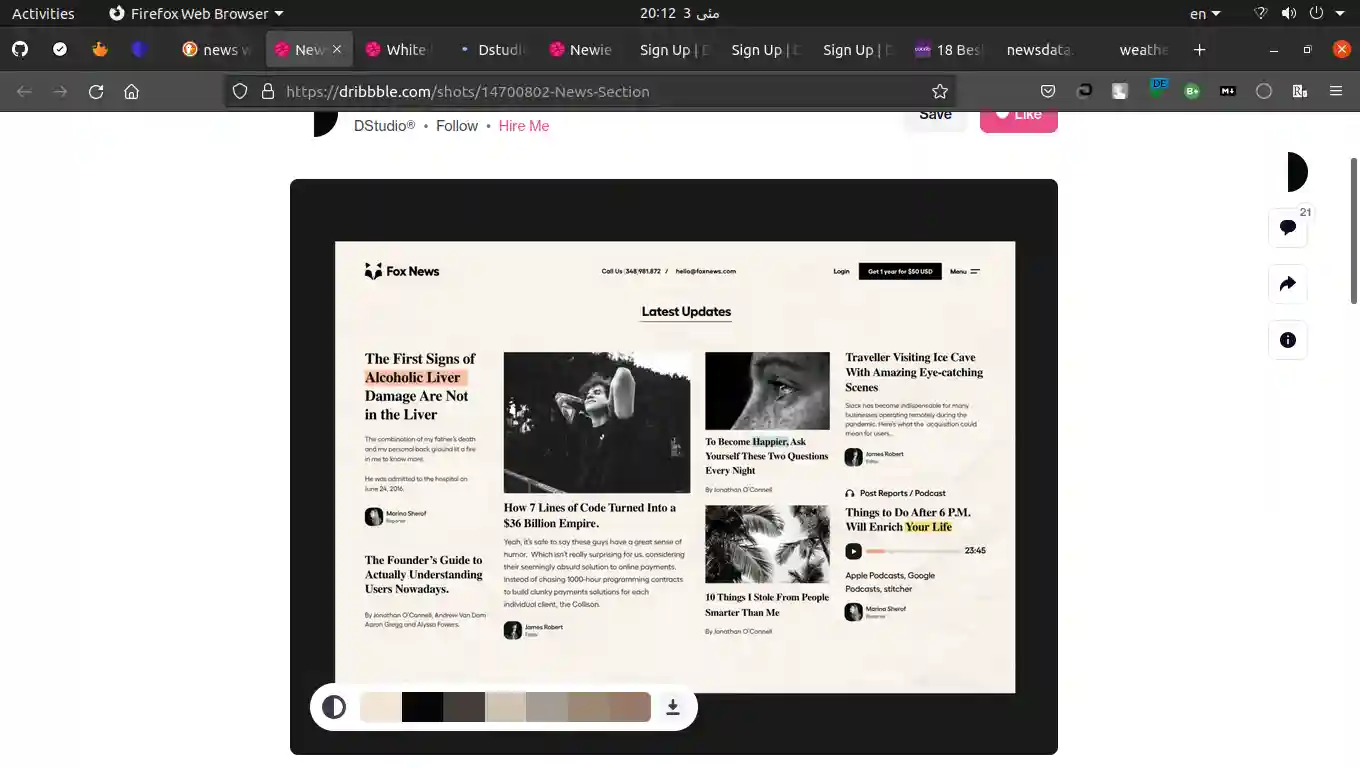 Activities
Firefox Web Browser
20:12 3 مئی
en
New
White
Dstudi
Newie
Sign Up |
Sign Up |
Sign Up |
18 Bes
newsdata.
weathe
https://dribbble.com/shots/14700802-News-Section
DStudio® • Follow • Hire Me
Save
Like
21
Fox News
Call Us :348.981.872 / hello@foxnews.com
Login
Get 1 year for $50 USD
Menu
Latest Updates
The First Signs of
Alcoholic Liver
Damage Are Not
in the Liver
The combination of my father's death
and my personal back ground lit a fire
in me to know more.
He was admitted to the hospital on
June 24, 2016.
Marina Sherof
Reporter
The Founder's Guide to
Actually Understanding
Users Nowadays.
By Jonathan O'Connell, Andrew Van Dam
Aaron Gregg and Alyssa Fowers.
How 7 Lines of Code Turned Into a
$36 Billion Empire.
Yeah, it's safe to say these guys have a great sense of
humor. Which isn't really surprising for us, considering
their seemingly absurd solution to online payments.
Instead of chasing 1000-hour programming contracts
to build clunky payments solutions for each
individual client, the Collison.
James Robert
Editor
To Become Happier, Ask
Yourself These Two Questions
Every Night
By Jonathan O'Connell
10 Things I Stole From People
Smarter Than Me
By Jonathan O'Connell
Traveller Visiting Ice Cave
With Amazing Eye-catching
Scenes
Slack has become indispensable for many
businesses operating remotely during the
pandemic. Here's what the acquisition could
mean for users...
James Robert
Editor
Post Reports / Podcast
Things to Do After 6 P.M.
Will Enrich Your Life
23:45
Apple Podcasts, Google
Podcasts, stitcher
Marina Sherof
Reporter